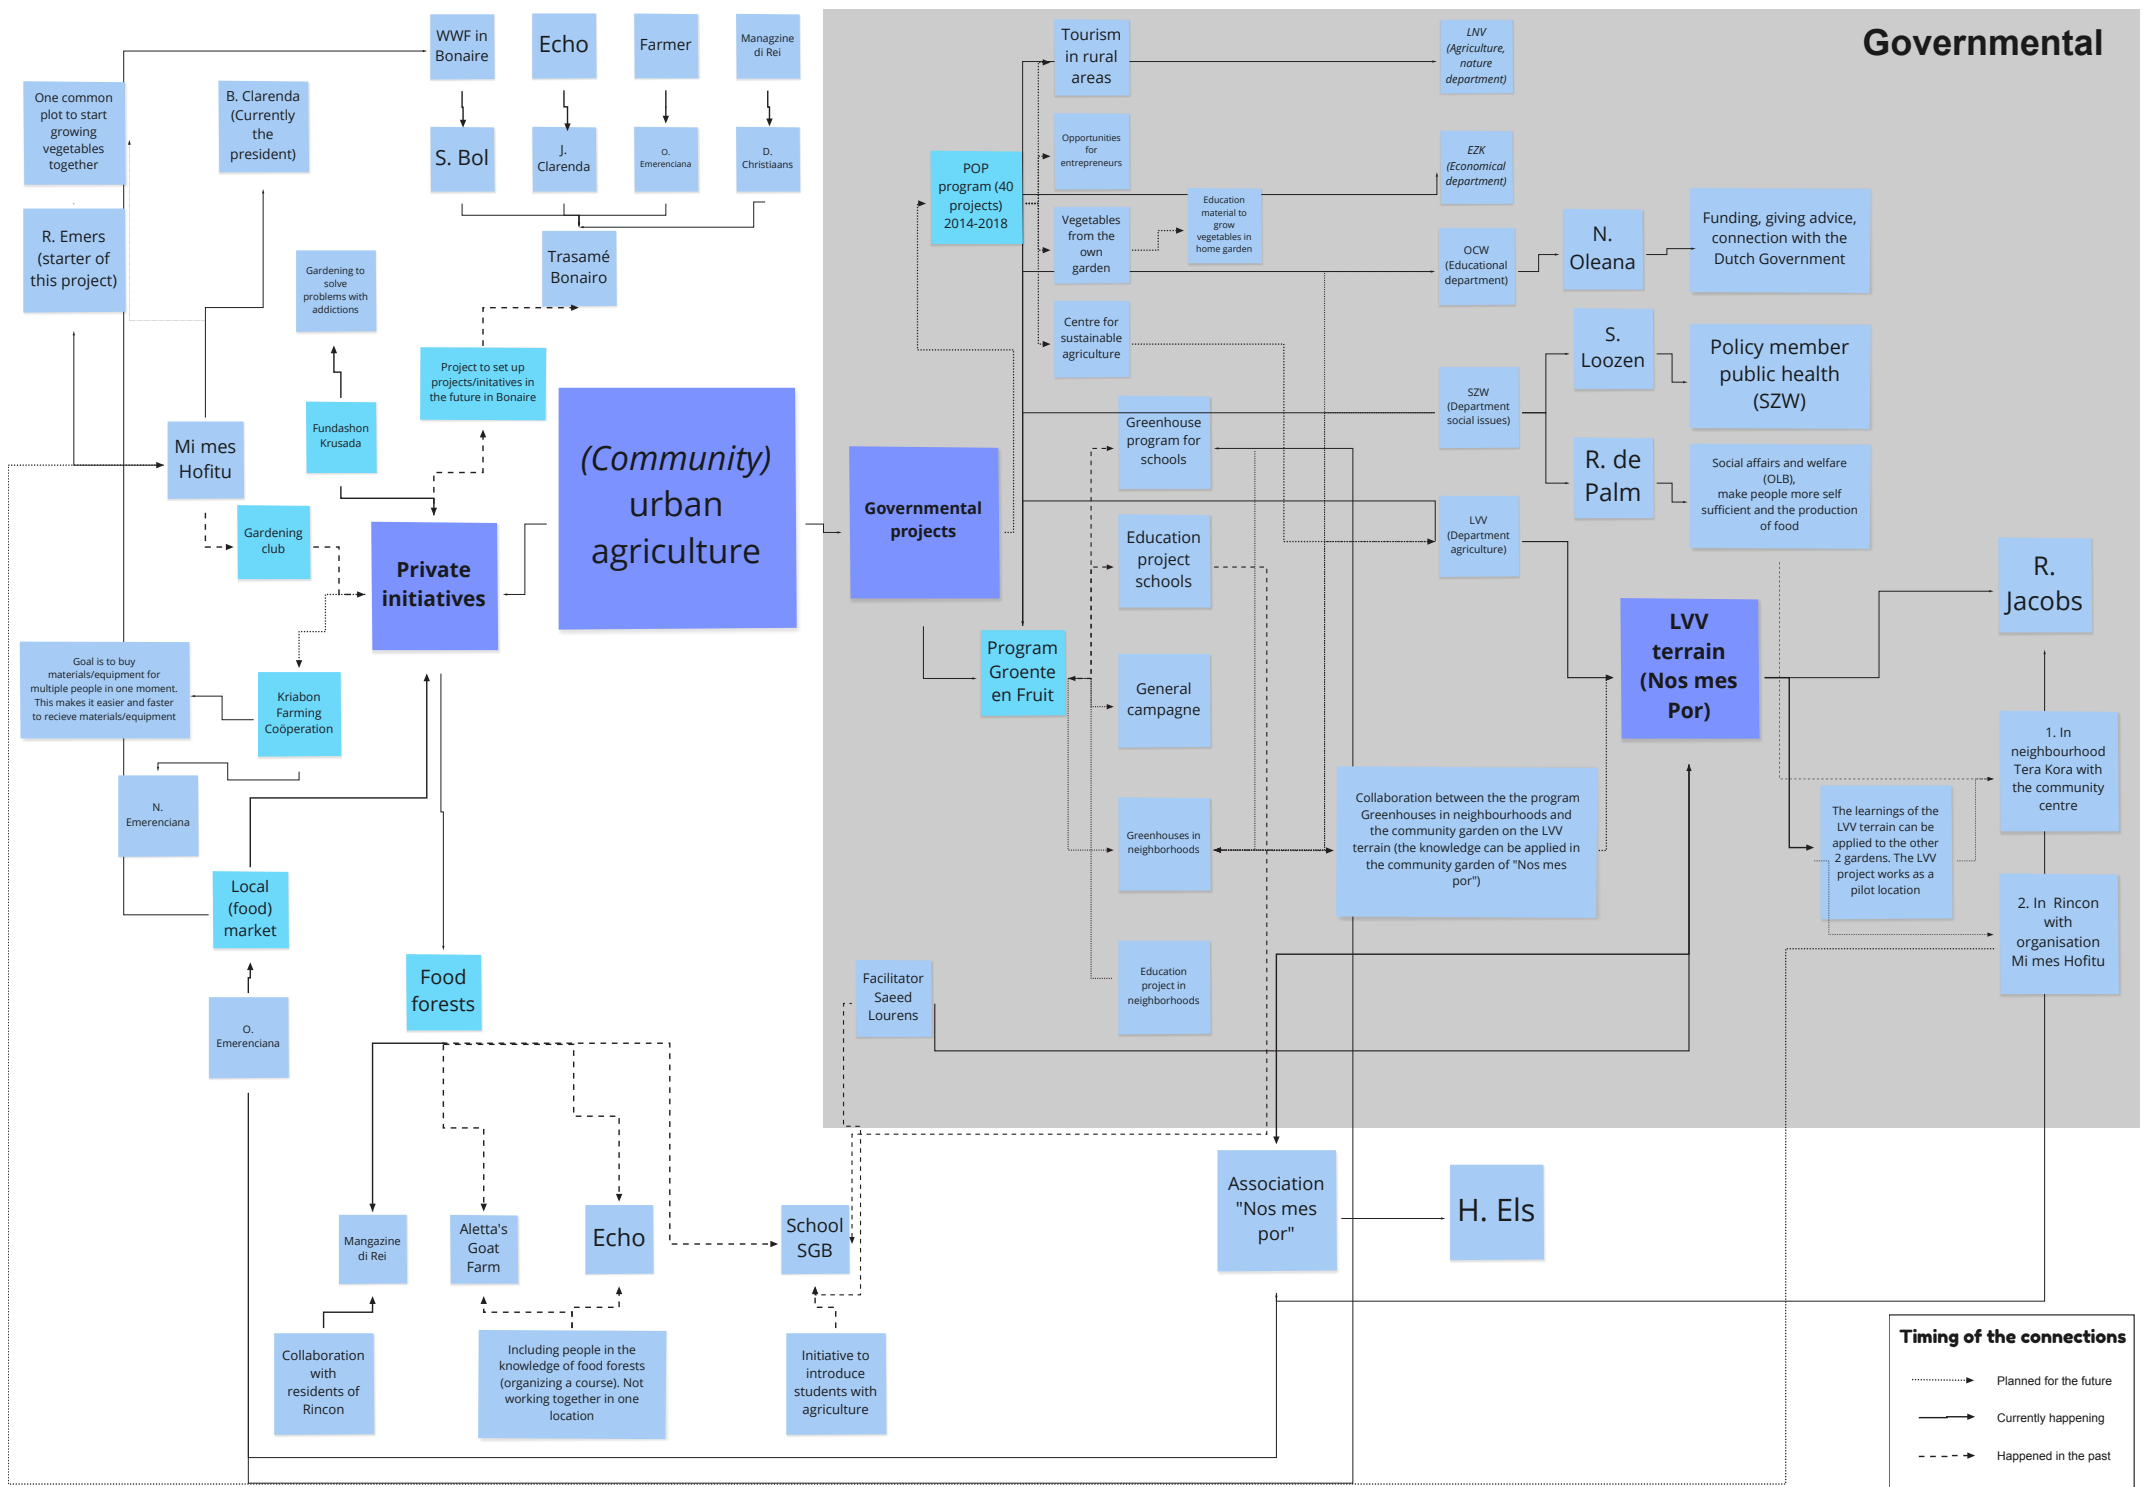 Governmental
WWF in
Bonaire
Echo
Farmer
Managzine
di Rei
One common
plot to start
growing
vegetables
together
B. Clarenda
(Currently
the
president)
S. Bol
J.
Clarenda
O.
Emerenciana
D.
Christiaans
R. Emers
(starter of
this project)
Gardening to
solve
problems with
addictions
Trasamé
Bonairo
Project to set up
projects/initatives in
the future in Bonaire
Fundashon
Krusada
Mi mes
Hofitu
Gardening
club
Private
initiatives
(Community)
urban
agriculture
Goal is to buy
materials/equipment for
multiple people in one moment.
This makes it easier and faster
to recieve materials/equipment
Kriabon
Farming
Coöperation
N.
Emerenciana
Local
(food)
market
O.
Emerenciana
Food
forests
Mangazine
di Rei
Aletta's
Goat
Farm
Echo
School
SGB
Collaboration
with
residents of
Rincon
Including people in the
knowledge of food forests
(organizing a course). Not
working together in one
location
Initiative to
introduce
students with
agriculture
Governmental
projects
POP
program (40
projects)
2014-2018
Tourism
in rural
areas
Opportunities
for
entrepreneurs
Vegetables
from the
own
garden
Education
material to
grow
vegetables in
home garden
Centre for
sustainable
agriculture
Program
Groente
en Fruit
Greenhouse
program for
schools
Education
project
schools
General
campagne
Greenhouses in
neighborhoods
Education
project in
neighborhoods
Facilitator
Saeed
Lourens
LNV
(Agriculture,
nature
department)
EZK
(Economical
department)
OCW
(Educational
department)
N.
Oleana
Funding, giving advice,
connection with the
Dutch Government
SZW
(Department
social issues)
S.
Loozen
Policy member
public health
(SZW)
R. de
Palm
Social affairs and welfare
(OLB),
make people more self
sufficient and the production
of food
LVV
(Department
agriculture)
LVV
terrain
(Nos mes
Por)
R.
Jacobs
Collaboration between the the program
Greenhouses in neighbourhoods and
the community garden on the LVV
terrain (the knowledge can be applied in
the community garden of "Nos mes
por")
The learnings of the
LVV terrain can be
applied to the other
2 gardens. The LVV
project works as a
pilot location
1. In
neighbourhood
Tera Kora with
the community
centre
2. In Rincon
with
organisation
Mi mes Hofitu
Association
"Nos mes
por"
H. Els
Timing of the connections
Planned for the future
Currently happening
Happened in the past